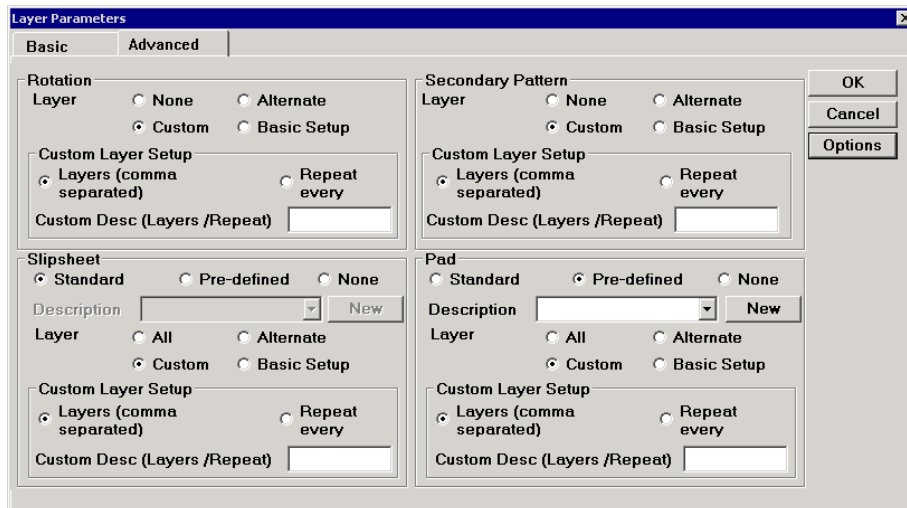 Layer Parameters
Basic
Advanced
Rotation
Layer
None
Alternate
Custom
Basic Setup
Custom Layer Setup
Layers (comma
separated)
Repeat
every
Custom Desc (Layers /Repeat)
Secondary Pattern
Layer
None
Alternate
Custom
Basic Setup
Custom Layer Setup
Layers (comma
separated)
Repeat
every
Custom Desc (Layers /Repeat)
OK
Cancel
Options
Slipsheet
Standard
Pre-defined
None
Description
New
Layer
All
Alternate
Custom
Basic Setup
Custom Layer Setup
Layers (comma
separated)
Repeat
every
Custom Desc (Layers /Repeat)
Pad
Standard
Pre-defined
None
Description
New
Layer
All
Alternate
Custom
Basic Setup
Custom Layer Setup
Layers (comma
separated)
Repeat
every
Custom Desc (Layers /Repeat)